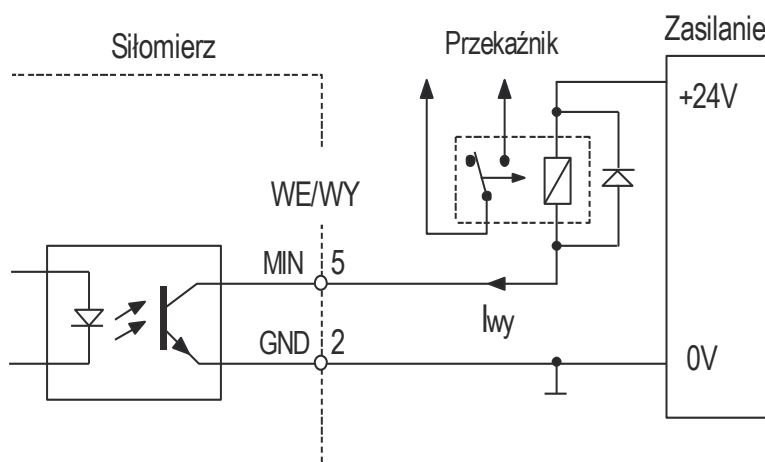 Siłomierz
Przekaźnik
Zasilanie
+24V
WE/WY
MIN 5
Iwy
GND 2
0V